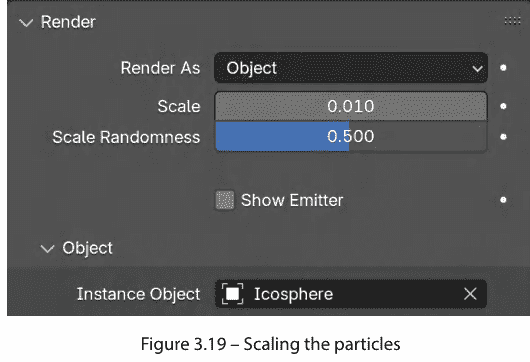 Render
Render As Object
Scale 0.010
Scale Randomness 0.500
Show Emitter
Object
Instance Object Icosphere
Figure 3.19 – Scaling the particles